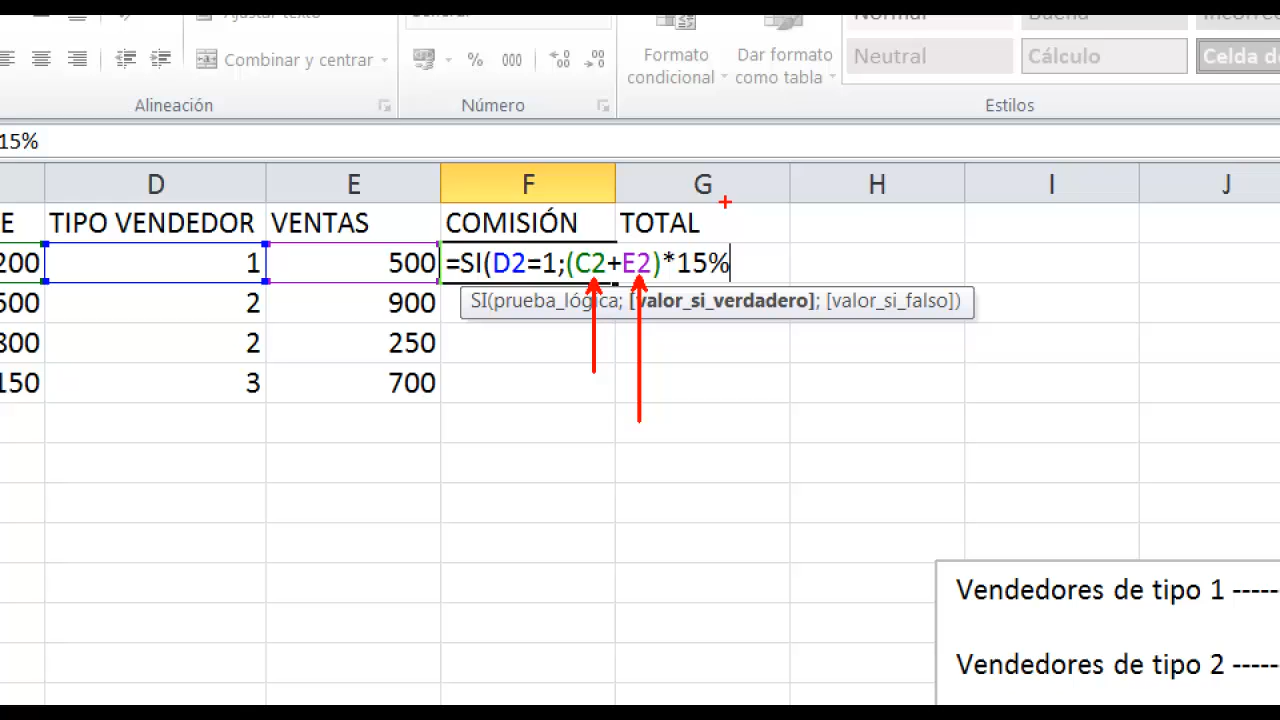 Combinar y centrar
% 000
Formato condicional
Dar formato como tabla
Neutral
Cálculo
Alineación
Número
Estilos
15%
D E F G H I J
E TIPO VENDEDOR VENTAS COMISIÓN TOTAL
200 1 500 =SI(D2=1;(C2+E2)*15%
SI(prueba_lógica; [valor_si_verdadero]; [valor_si_falso])
500 2 900
800 2 250
150 3 700
Vendedores de tipo 1 -----
Vendedores de tipo 2 -----